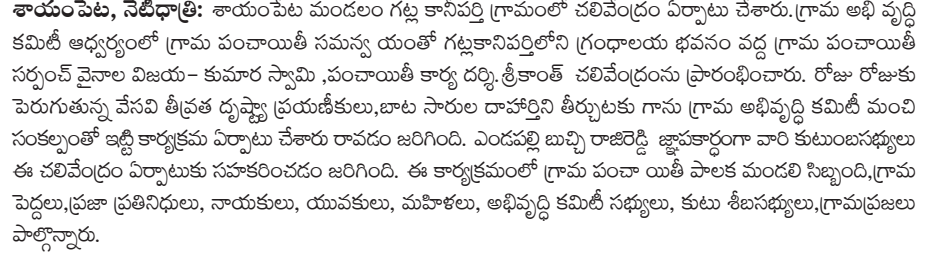 శాయంపేట, నేటిధాత్రి: శాయంపేట మండలం గట్ల కానిపర్తి గ్రామంలో చలివేంద్రం ఏర్పాటు చేశారు.గ్రామ అభి వృద్ధి
కమిటీ ఆధ్వర్యంలో గ్రామ పంచాయితీ సమన్వ యంతో గట్లకానిపర్తిలోని గ్రంధాలయ భవనం వద్ద గ్రామ పంచాయితీ
సర్పంచ్ వైనాల విజయ- కుమార స్వామి ,పంచాయితీ కార్య దర్శి.శ్రీకాంత్ చలివేంద్రంను ప్రారంభించారు. రోజు రోజుకు
పెరుగుతున్న వేసవి తీవ్రత దృష్ట్యా ప్రయణీకులు,బాట సారుల దాహార్తిని తీర్చుటకు గాను గ్రామ అభివృద్ధి కమిటీ మంచి
సంకల్పంతో ఇట్టి కార్యక్రమ ఏర్పాటు చేశారు రావడం జరిగింది. ఎండపల్లి బుచ్చి రాజిరెడ్డి జ్ఞాపకార్ధంగా వారి కుటుంబసభ్యులు
ఈ చలివేంద్రం ఏర్పాటుకు సహకరించడం జరిగింది. ఈ కార్యక్రమంలో గ్రామ పంచా యితీ పాలక మండలి సిబ్బంది,గ్రామ
పెద్దలు,ప్రజా ప్రతినిధులు, నాయకులు, యువకులు, మహిళలు, అభివృద్ధి కమిటీ సభ్యులు, కుటు శీబసభ్యులు,గ్రామప్రజలు
పాల్గొన్నారు.